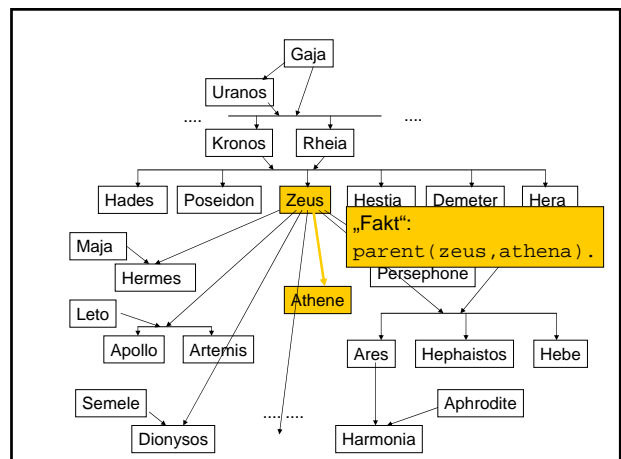 Gaja
Uranos
....
....
Kronos
Rheia
Hades
Poseidon
Zeus
Hestia
Demeter
Hera
„Fakt“:
parent(zeus,athena).
Maja
Hermes
Persephone
Athene
Leto
Apollo
Artemis
Ares
Hephaistos
Hebe
Semele
Aphrodite
.... ....
Dionysos
Harmonia